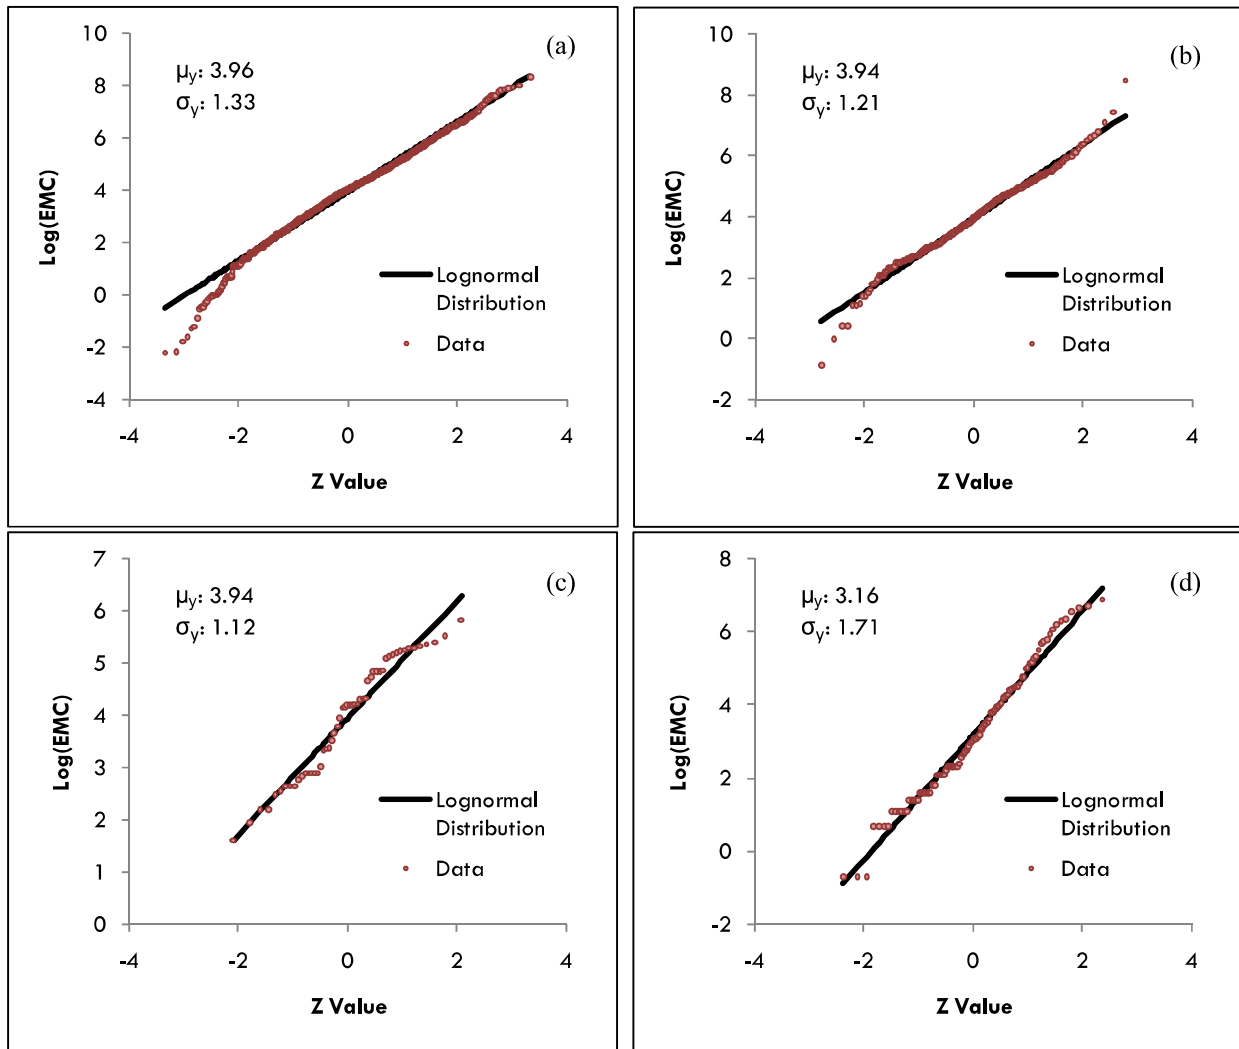 (a)
μy: 3.96
σy: 1.33
10
8
6
4
2
0
-2
-4
Log(EMC)
Lognormal
Distribution
Data
-4 -2 0 2 4
Z Value
(b)
μy: 3.94
σy: 1.21
10
8
6
4
2
0
-2
Log(EMC)
Lognormal
Distribution
Data
-4 -2 0 2 4
Z Value
(c)
μy: 3.94
σy: 1.12
7
6
5
4
3
2
1
0
Log(EMC)
Lognormal
Distribution
Data
-4 -2 0 2 4
Z Value
(d)
μy: 3.16
σy: 1.71
8
6
4
2
0
-2
Log(EMC)
Lognormal
Distribution
Data
-4 -2 0 2 4
Z Value